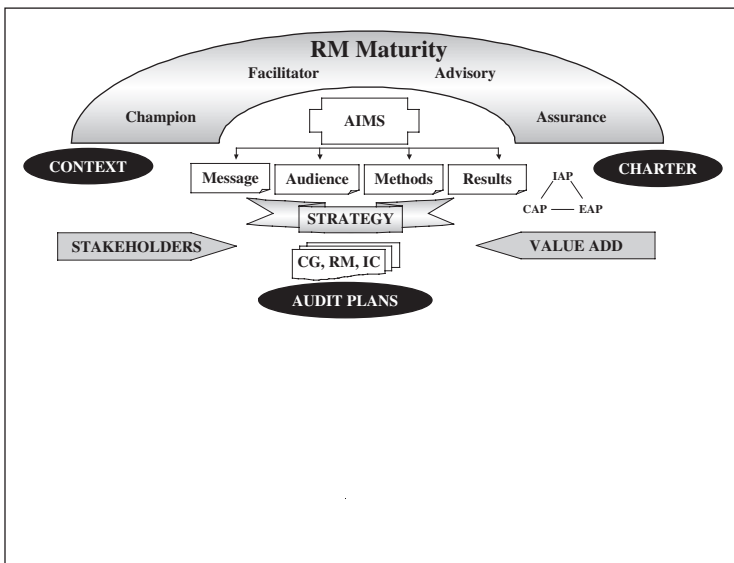 RM Maturity
Facilitator Advisory
Champion Assurance
AIMS
CONTEXT CHARTER
Message Audience Methods Results
IAP
CAP EAP
STRATEGY
STAKEHOLDERS VALUE ADD
CG, RM, IC
AUDIT PLANS